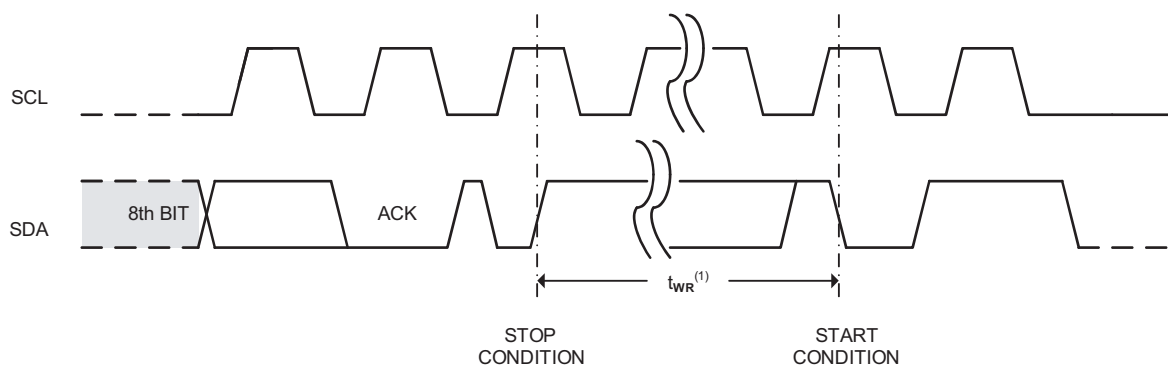 SCL
SDA
8th BIT
ACK
tWR(1)
STOP
CONDITION
START
CONDITION